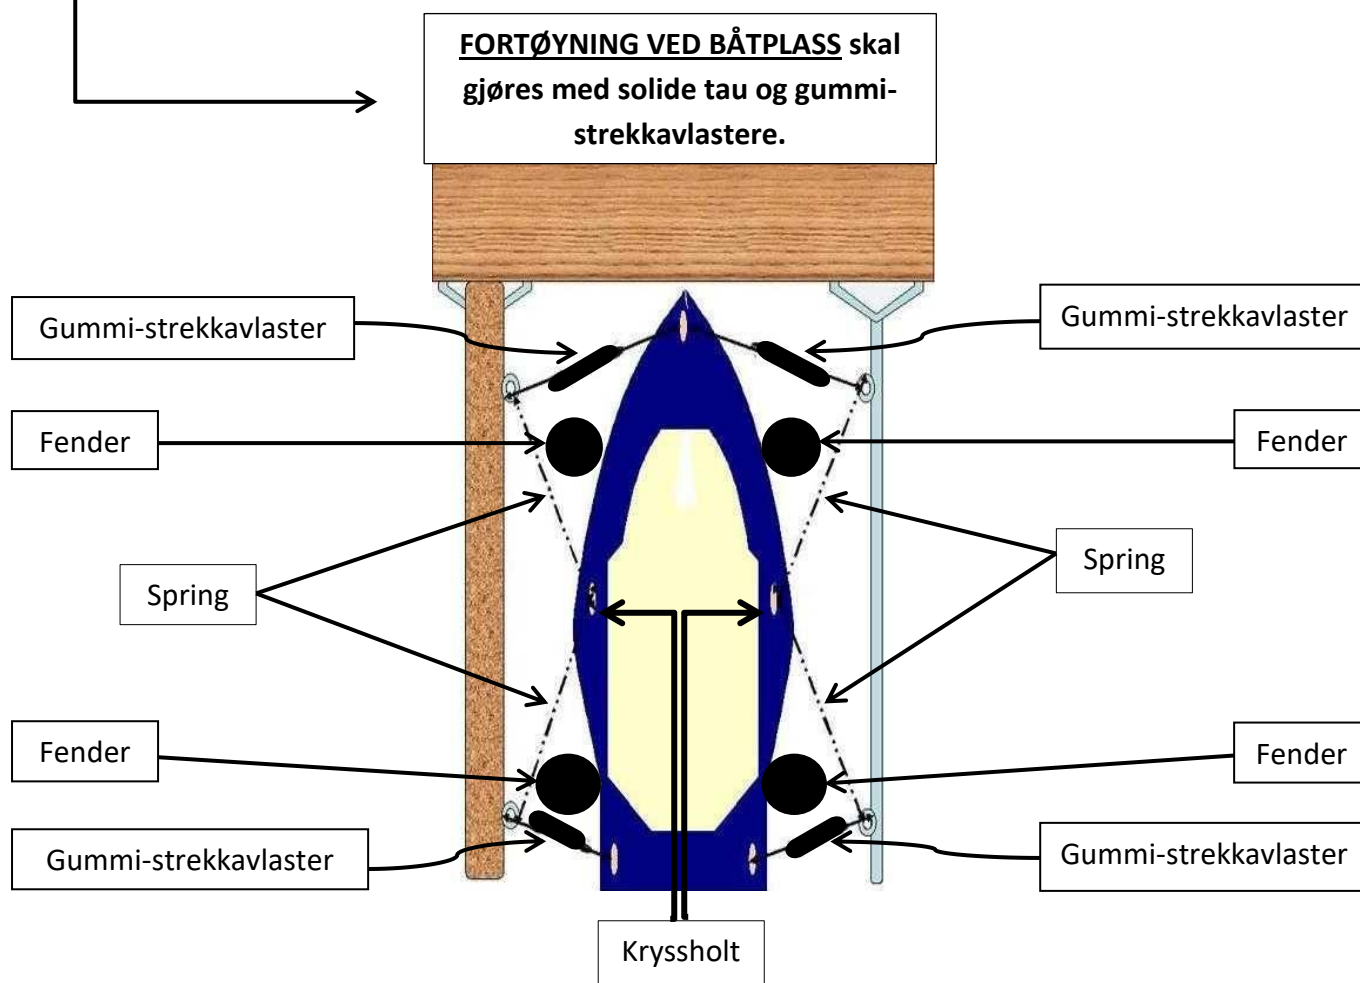 FORTØYNING VED BÅTPLASS skal
gjøres med solide tau og gummi-
strekkavlastere.
Gummi-strekkavlaster
Gummi-strekkavlaster
Fender
Fender
Spring
Spring
Fender
Fender
Gummi-strekkavlaster
Gummi-strekkavlaster
Kryssholt